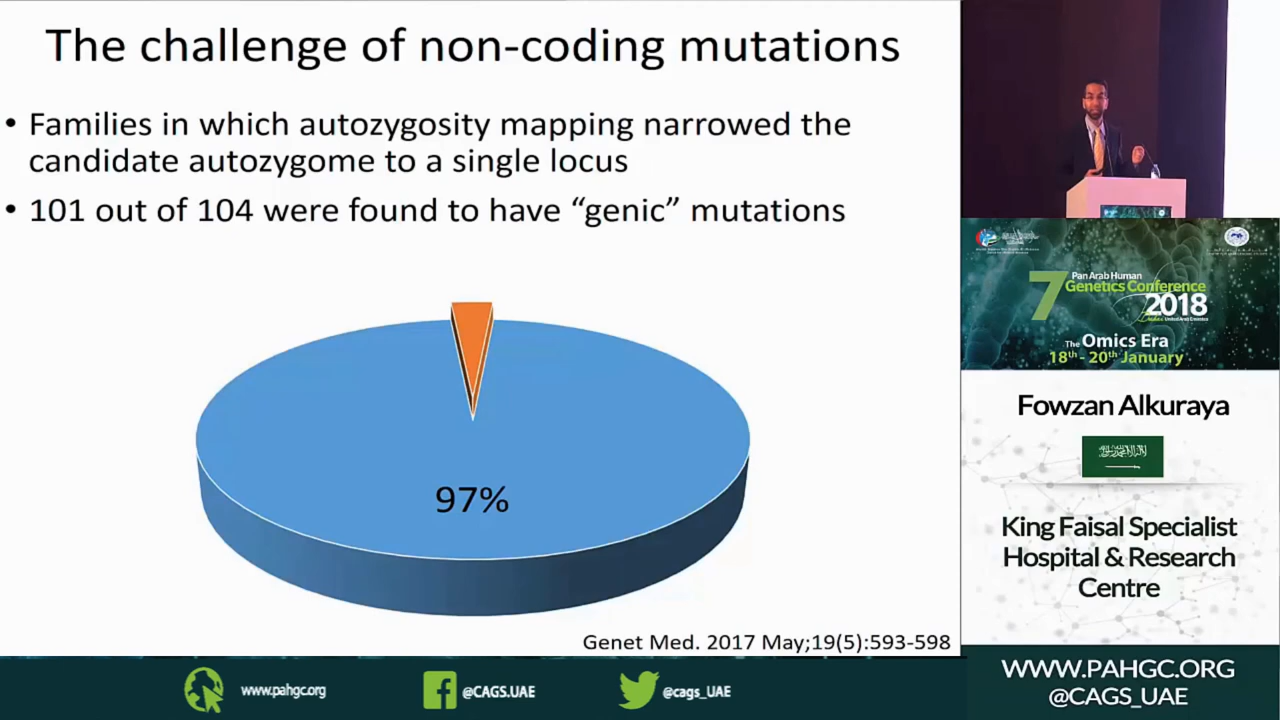 The challenge of non-coding mutations
• Families in which autozygosity mapping narrowed the
candidate autozygome to a single locus
• 101 out of 104 were found to have “genic” mutations
97%
Genet Med. 2017 May;19(5):593-598
7
Pan Arab Human
Genetics Conference
2018
United Arab Emirates
The Omics Era
18th - 20th January
Fowzan Alkuraya
King Faisal Specialist
Hospital & Research
Centre
WWW.PAHGC.ORG
@CAGS_UAE
www.pahgc.org
@CAGS.UAE
@cags_UAE